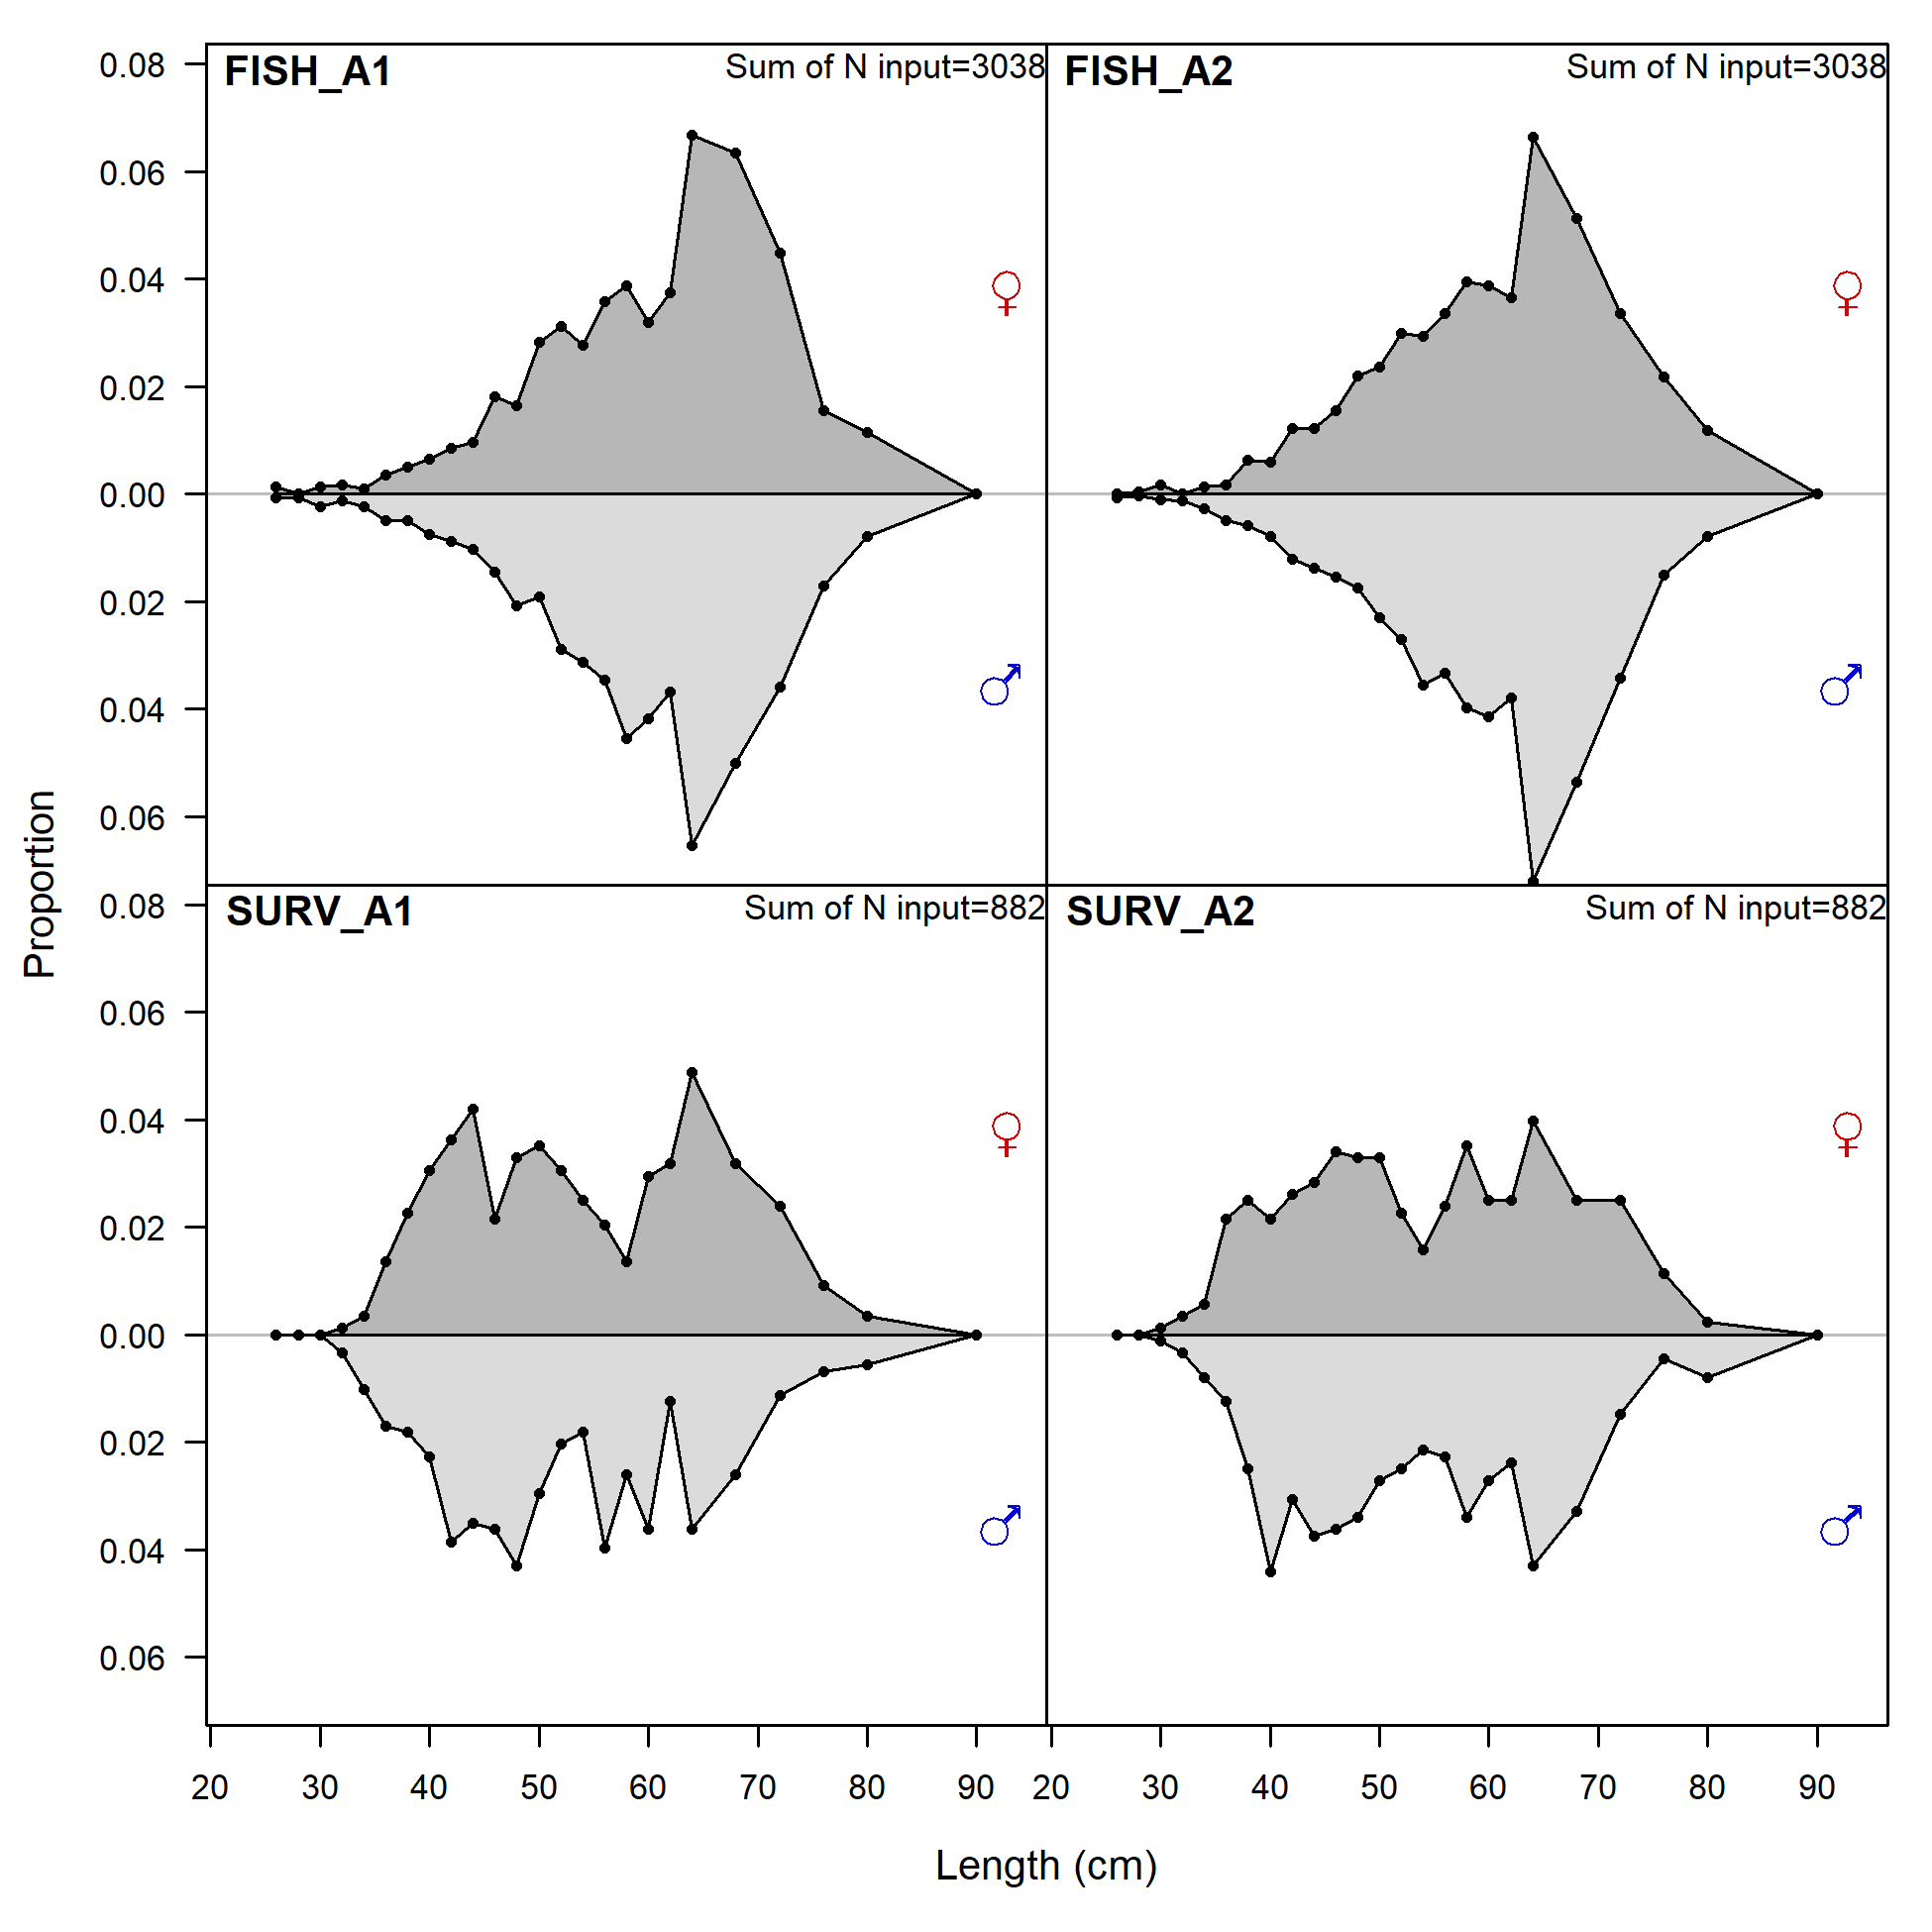 FISH_A1
Sum of N input=3038
FISH_A2
Sum of N input=3038
0.08
0.06
0.04
0.02
0.00
0.02
0.04
0.06
♀
♂
♀
♂
Proportion
SURV_A1
Sum of N input=882
SURV_A2
Sum of N input=882
0.08
0.06
0.04
0.02
0.00
0.02
0.04
0.06
♀
♂
♀
♂
20 30 40 50 60 70 80 90
20 30 40 50 60 70 80 90
Length (cm)